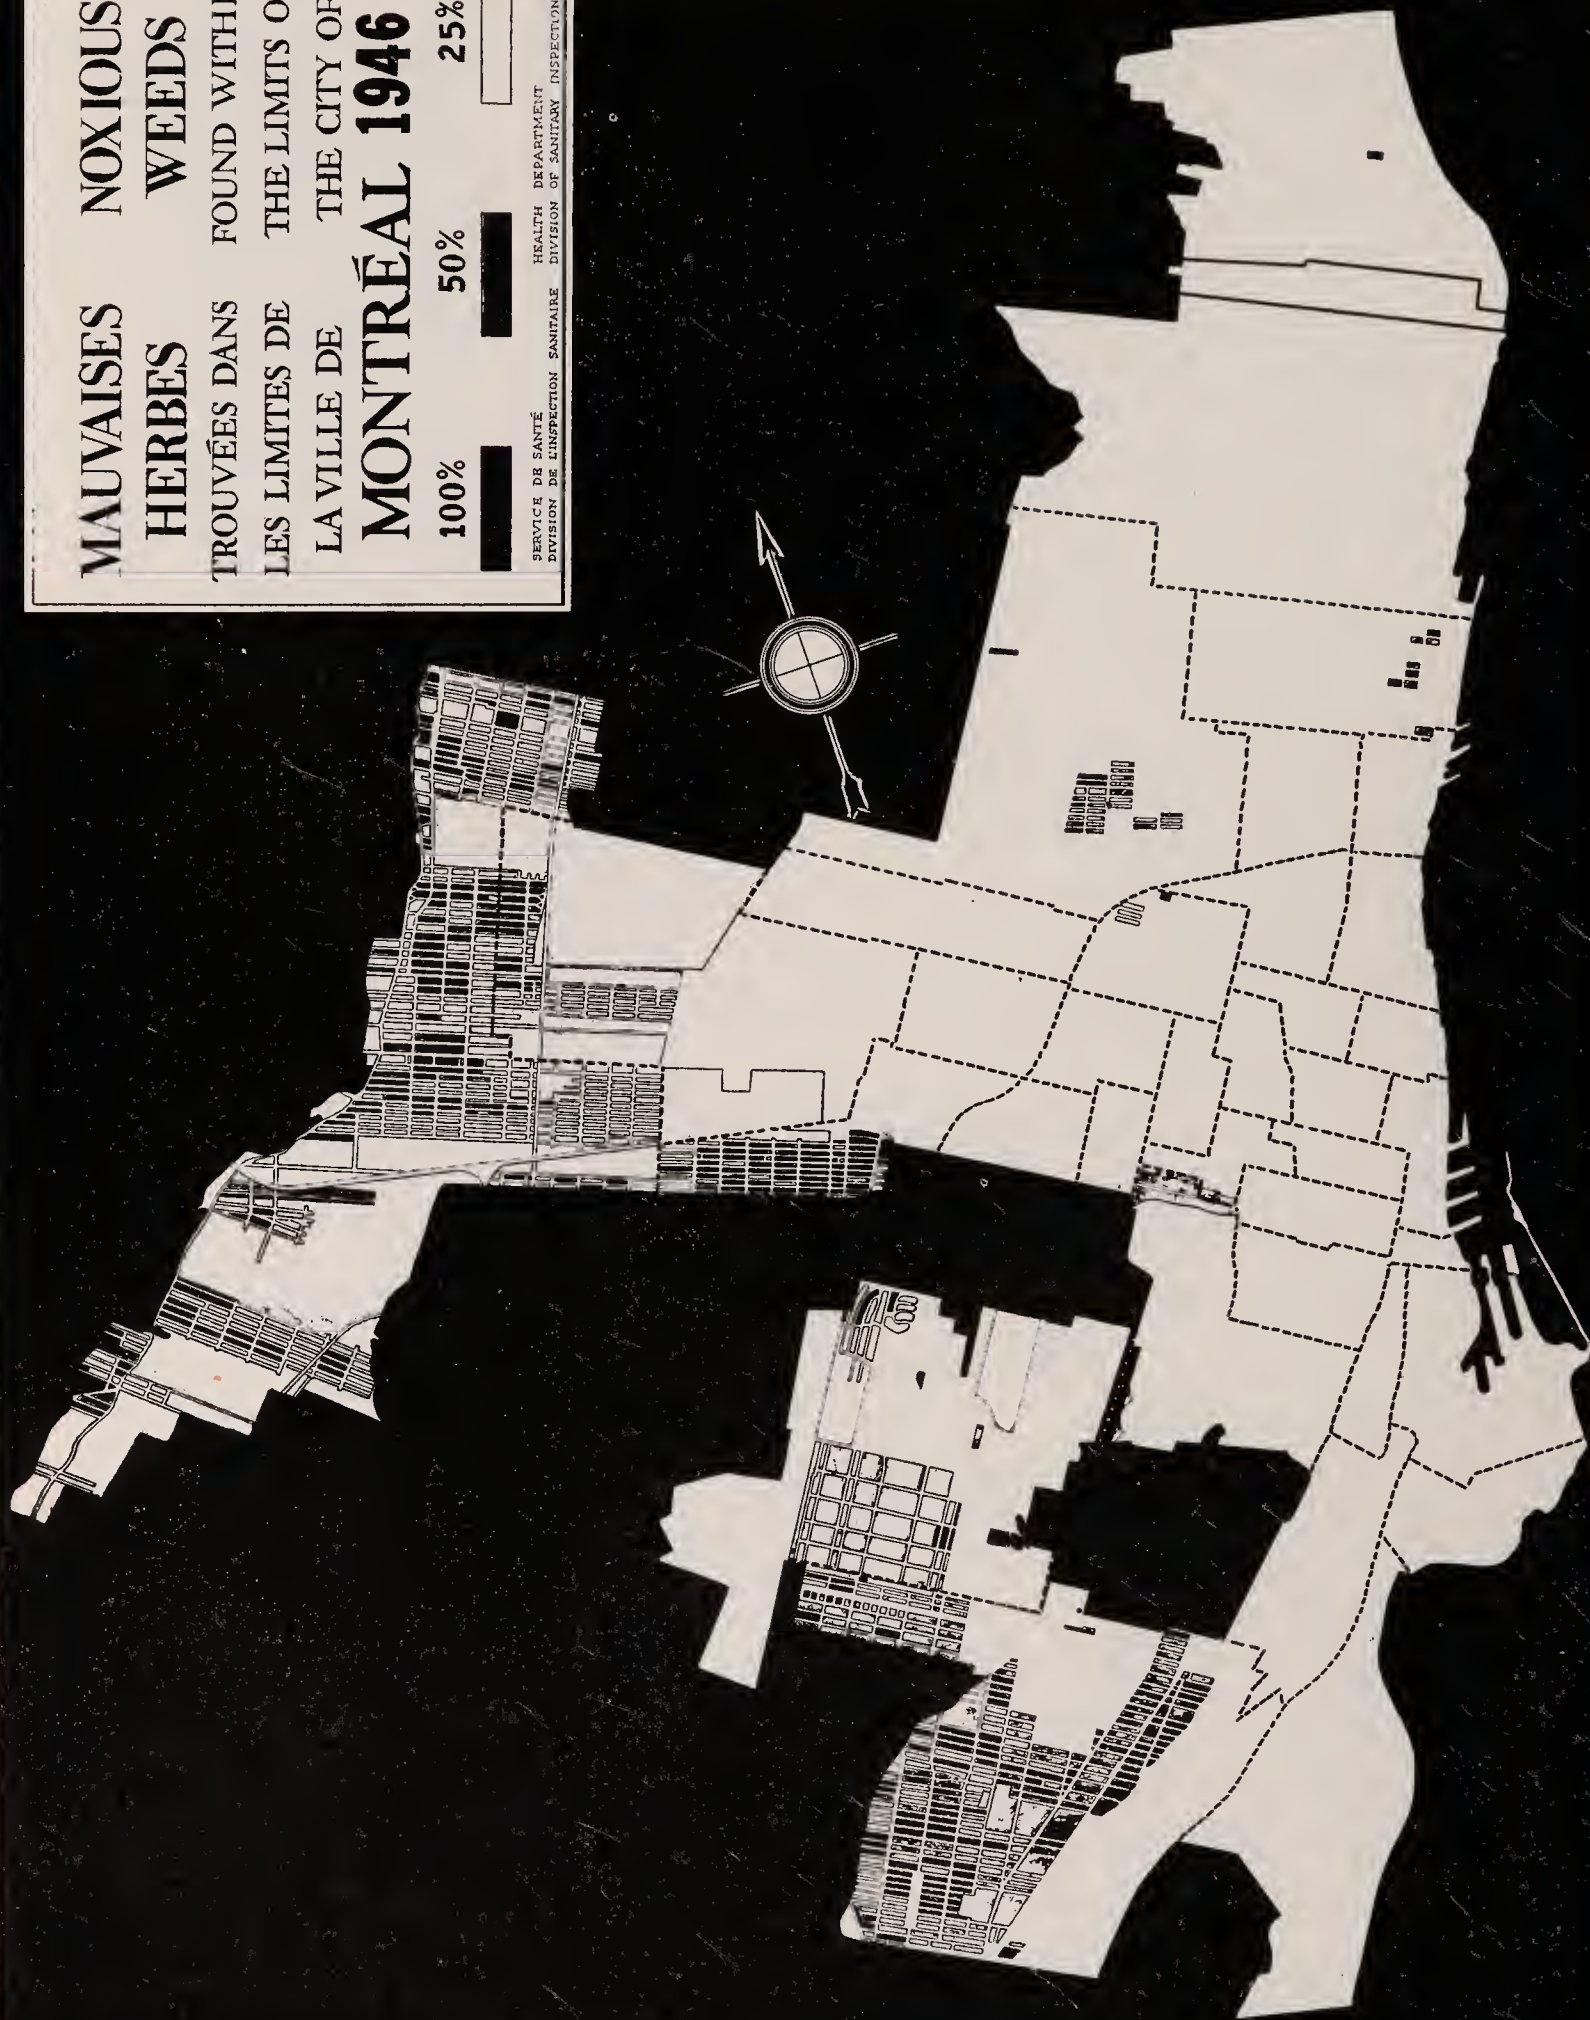 MAUVAISES NOXIOUS
HERBES WEEDS
TROUVÉES DANS FOUND WITHI
LES LIMITES DE THE LIMITS O
LA VILLE DE THE CITY OF
MONTRÉAL 1946
100% 50% 25%
SERVICE DE SANTÉ HEALTH DEPARTMENT
DIVISION DE L'INSPECTION SANITAIRE DIVISION OF SANITARY INSPECTION